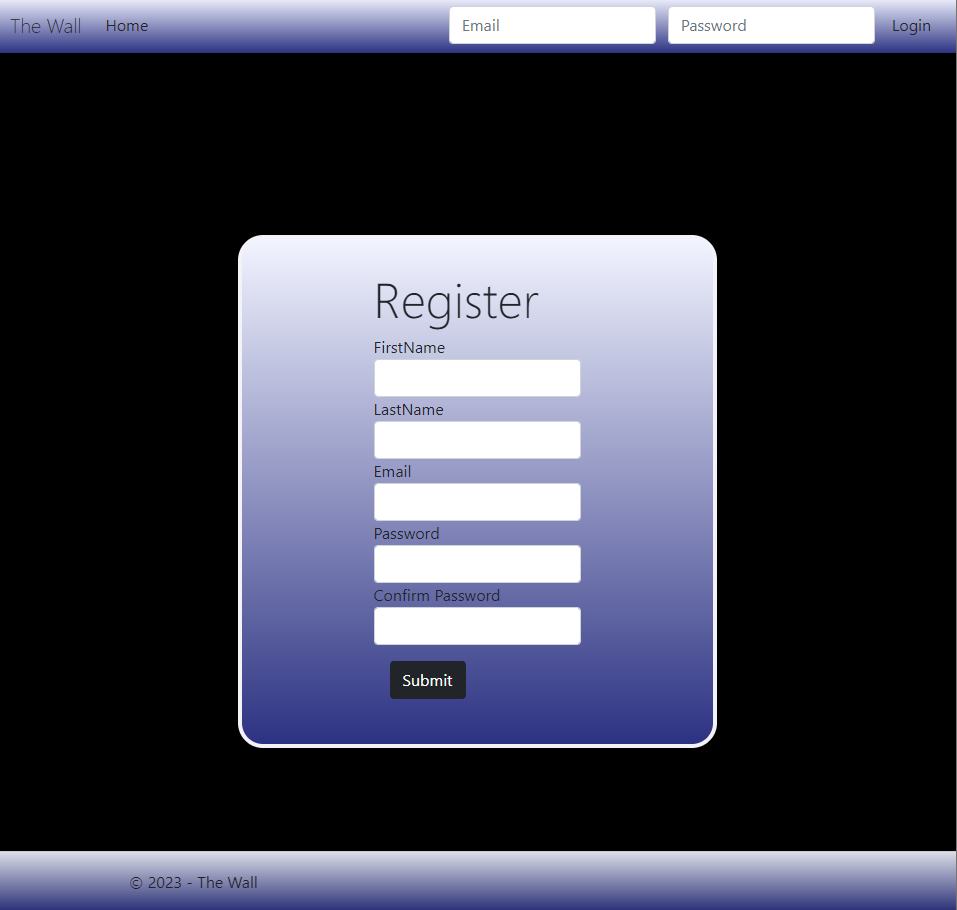 The Wall Home Email Password Login
Register
FirstName
LastName
Email
Password
Confirm Password
Submit
© 2023 - The Wall